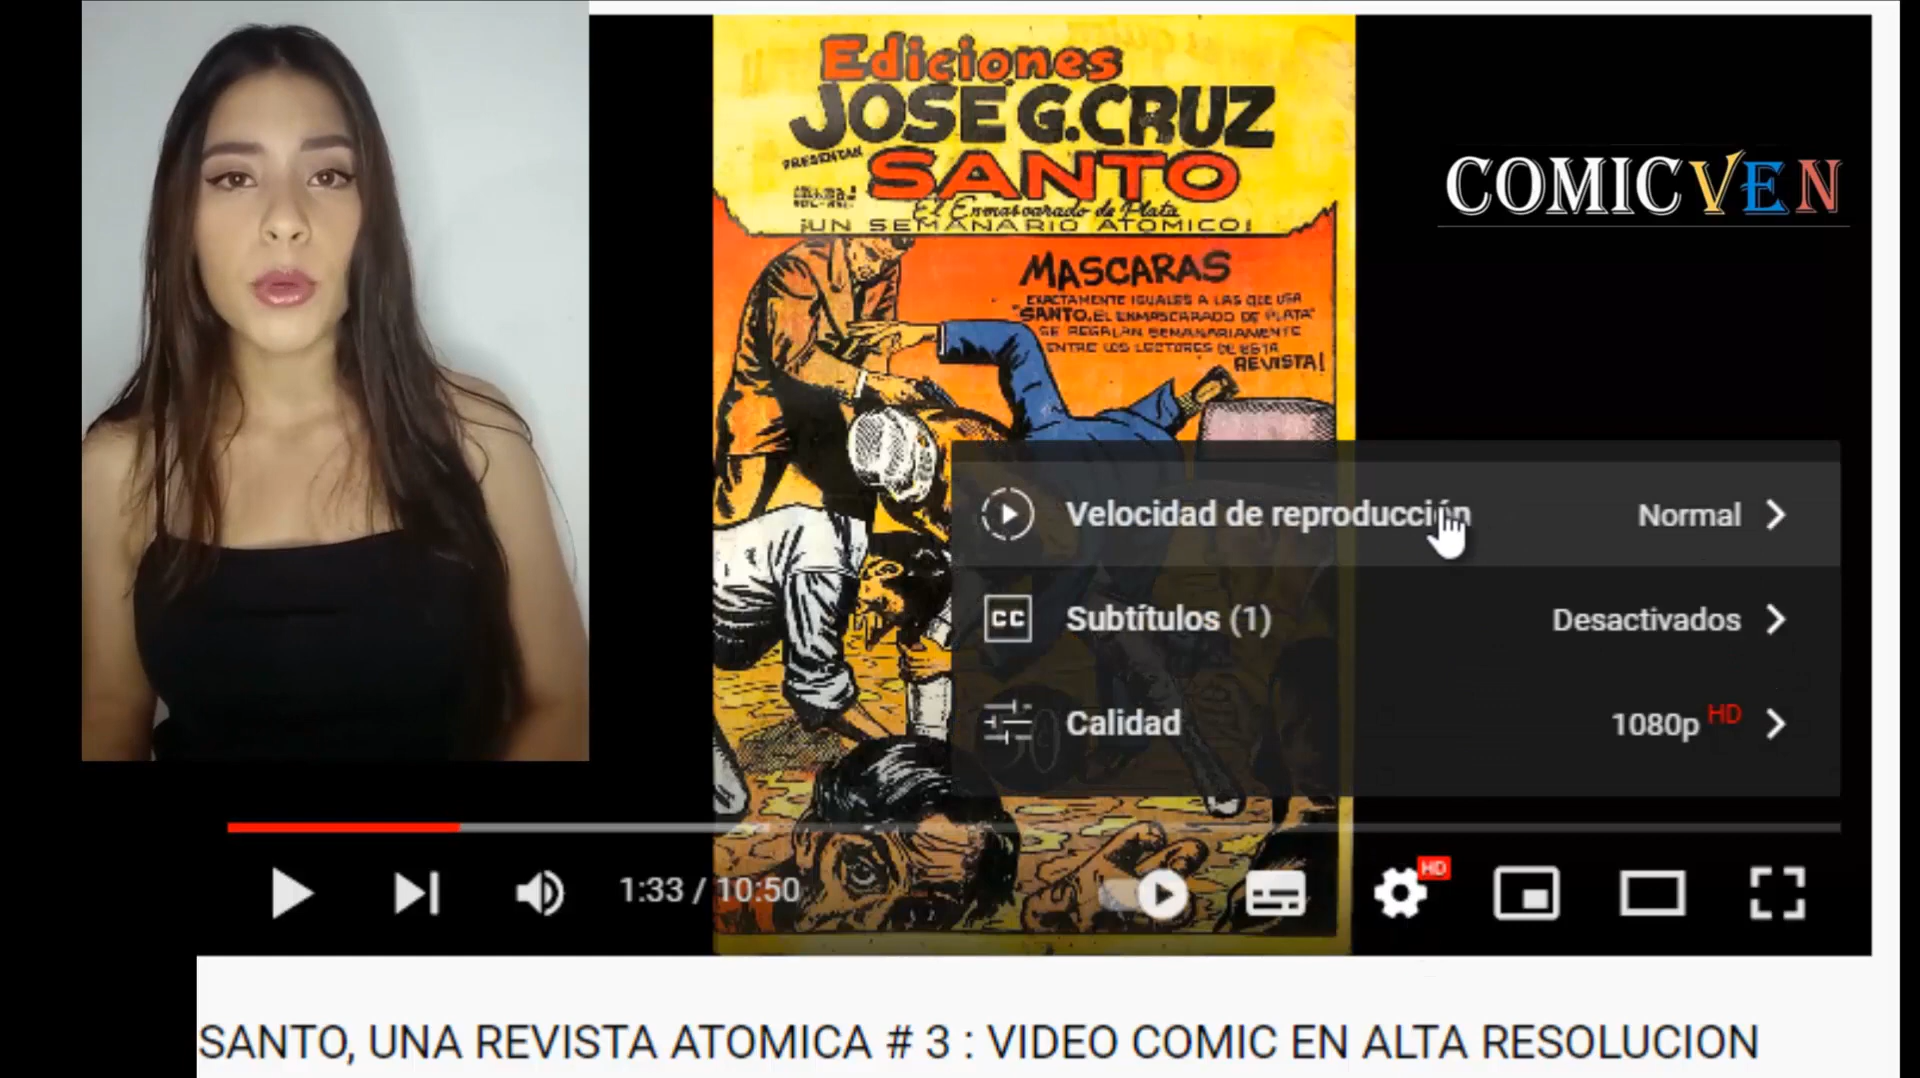 Ediciones
JOSE G. CRUZ
PRESENTAN
SANTO
El Enmascarado de Plata
¡UN SEMANARIO ATOMICO!
COMICVEN
MASCARAS
EXACTAMENTE IGUALES A LAS QUE USA
"SANTO, EL ENMASCARADO DE PLATA"
SE REGALAN SEMANARIAMENTE
ENTRE LOS LECTORES DE ESTA
REVISTA!
Velocidad de reproducción Normal
CC Subtítulos (1) Desactivados
Calidad 1080p HD
1:33 / 10:50
HD
SANTO, UNA REVISTA ATOMICA # 3 : VIDEO COMIC EN ALTA RESOLUCION